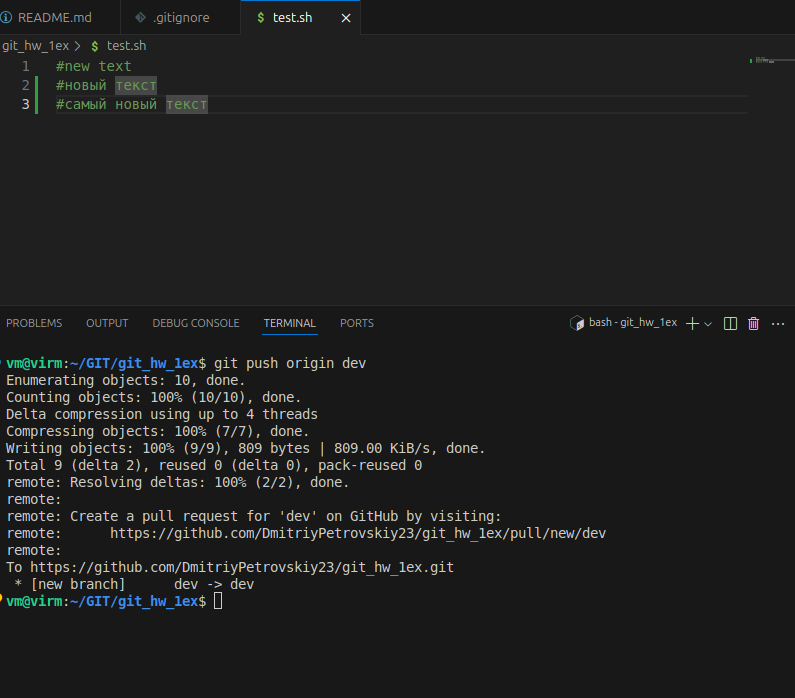 README.md .gitignore $ test.sh
git_hw_1ex > $ test.sh
1 #new text
2 #новый текст
3 #самый новый текст
PROBLEMS OUTPUT DEBUG CONSOLE TERMINAL PORTS bash - git_hw_1ex
vm@virm:~/GIT/git_hw_1ex$ git push origin dev
Enumerating objects: 10, done.
Counting objects: 100% (10/10), done.
Delta compression using up to 4 threads
Compressing objects: 100% (7/7), done.
Writing objects: 100% (9/9), 809 bytes | 809.00 KiB/s, done.
Total 9 (delta 2), reused 0 (delta 0), pack-reused 0
remote: Resolving deltas: 100% (2/2), done.
remote:
remote: Create a pull request for 'dev' on GitHub by visiting:
remote:      https://github.com/DmitriyPetrovskiy23/git_hw_1ex/pull/new/dev
remote:
To https://github.com/DmitriyPetrovskiy23/git_hw_1ex.git
 * [new branch]      dev -> dev
vm@virm:~/GIT/git_hw_1ex$